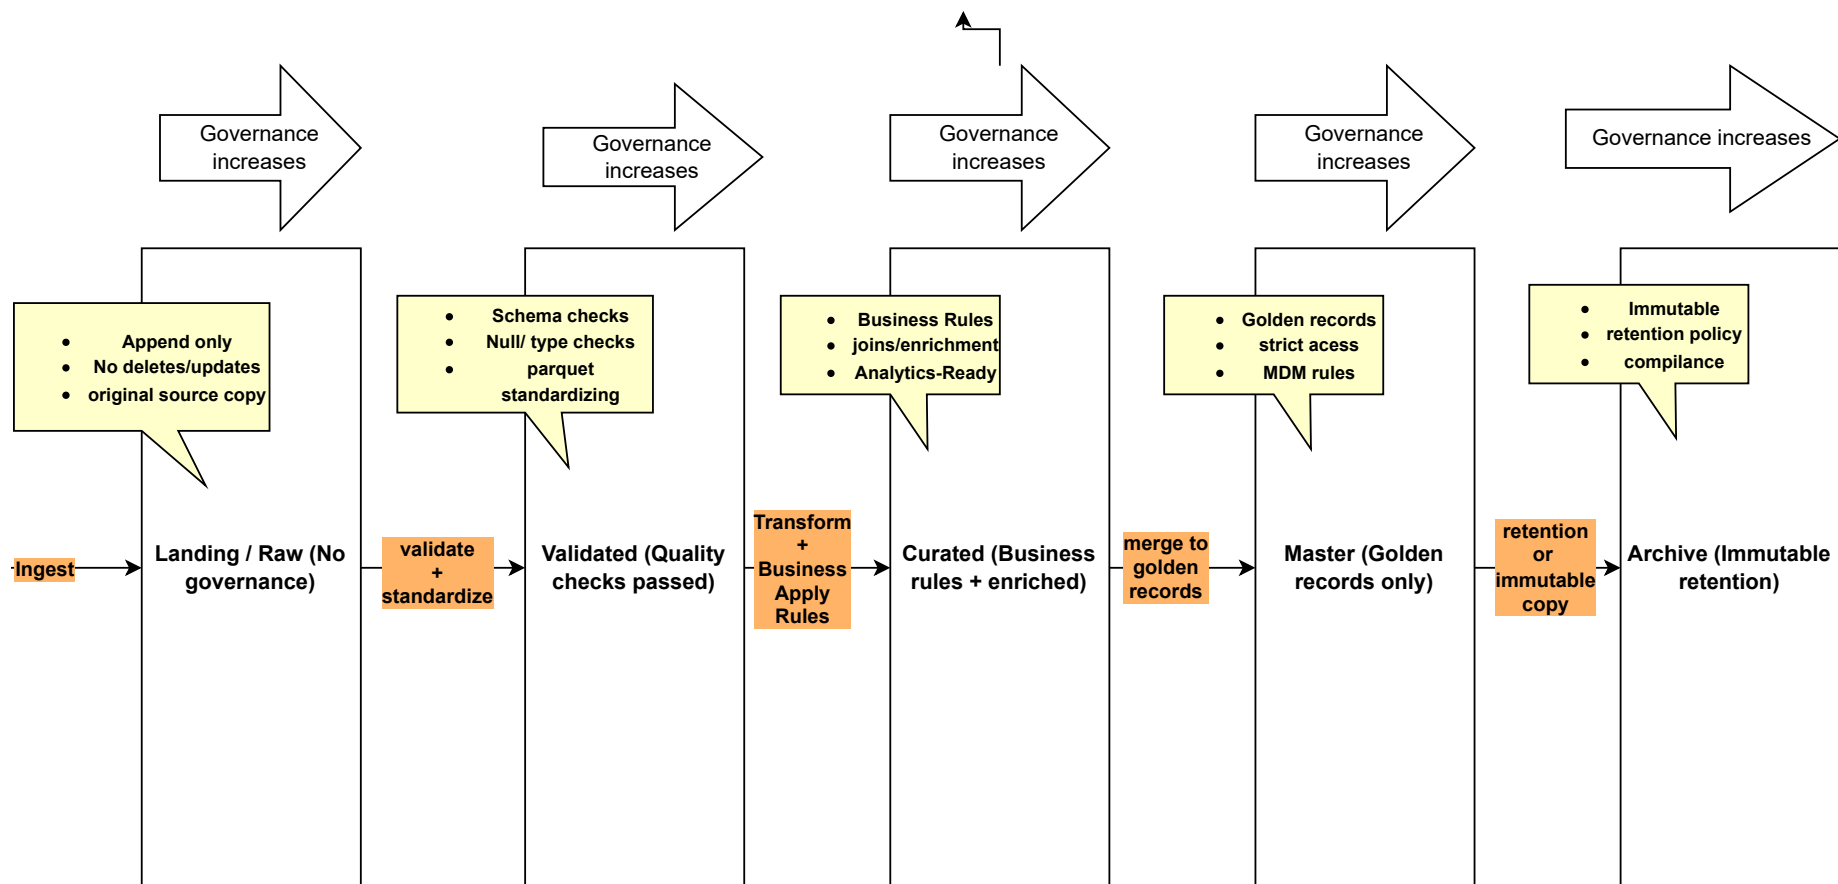 Governance
increases
Governance
increases
Governance
increases
Governance
increases
Governance increases
Append only
No deletes/updates
original source copy
Schema checks
Null/ type checks
parquet
standardizing
Business Rules
joins/enrichment
Analytics-Ready
Golden records
strict acess
MDM rules
Immutable
retention policy
compilance
Ingest
Landing / Raw (No
governance)
validate
+
standardize
Validated (Quality
checks passed)
Transform
+
Business
Apply
Rules
Curated (Business
rules + enriched)
merge to
golden
records
Master (Golden
records only)
retention
or
immutable
copy
Archive (Immutable
retention)